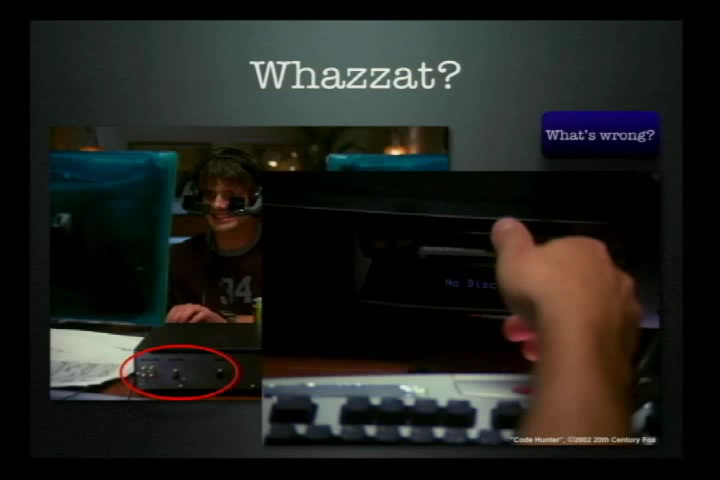 Whazzat?
What's wrong?
34
No Disc
"Code Hunter", ©2002 20th Century Fox